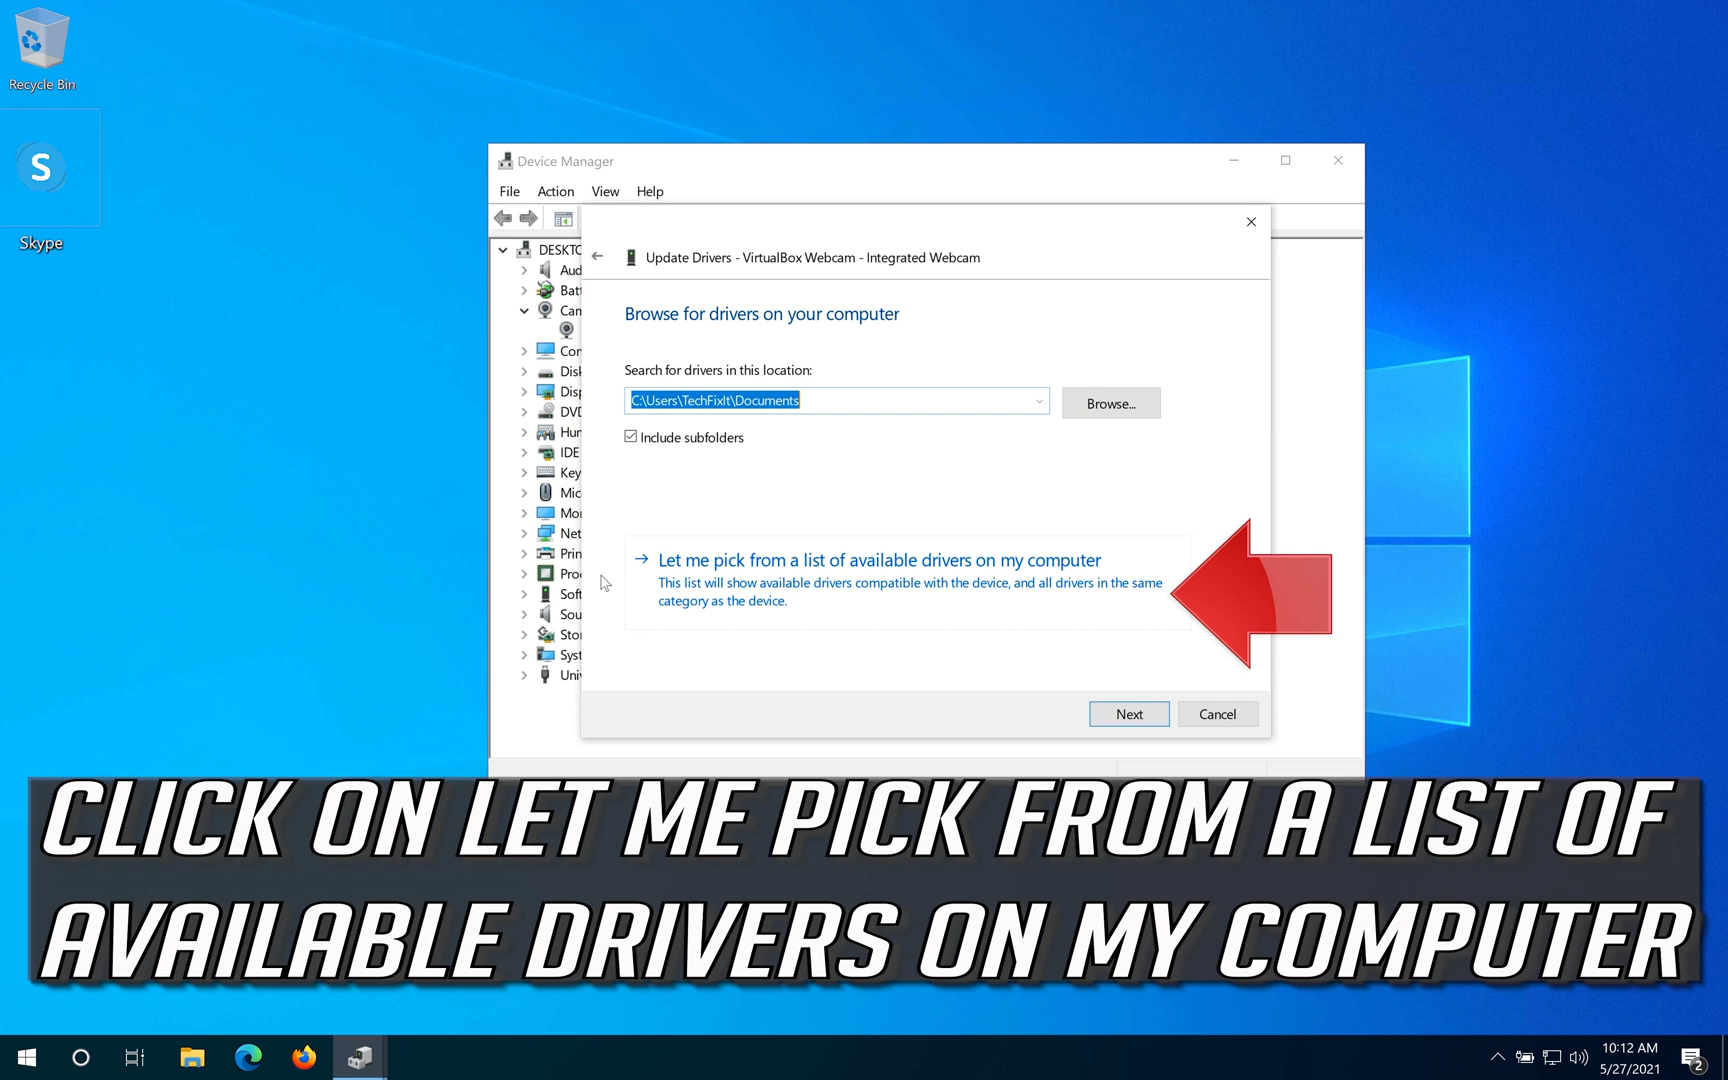 Recycle Bin
S
Skype
Device Manager
File Action View Help
DESKTO
Aud
Batt
Cam
Com
Disk
Disp
DVD
Hum
IDE
Key
Mic
Mon
Net
Prin
Proc
Soft
Sou
Stor
Syst
Univ
Update Drivers - VirtualBox Webcam - Integrated Webcam
Browse for drivers on your computer
Search for drivers in this location:
C:\Users\TechFixIt\Documents
Browse...
Include subfolders
Let me pick from a list of available drivers on my computer
This list will show available drivers compatible with the device, and all drivers in the same
category as the device.
Next
Cancel
CLICK ON LET ME PICK FROM A LIST OF
AVAILABLE DRIVERS ON MY COMPUTER
10:12 AM
5/27/2021
2